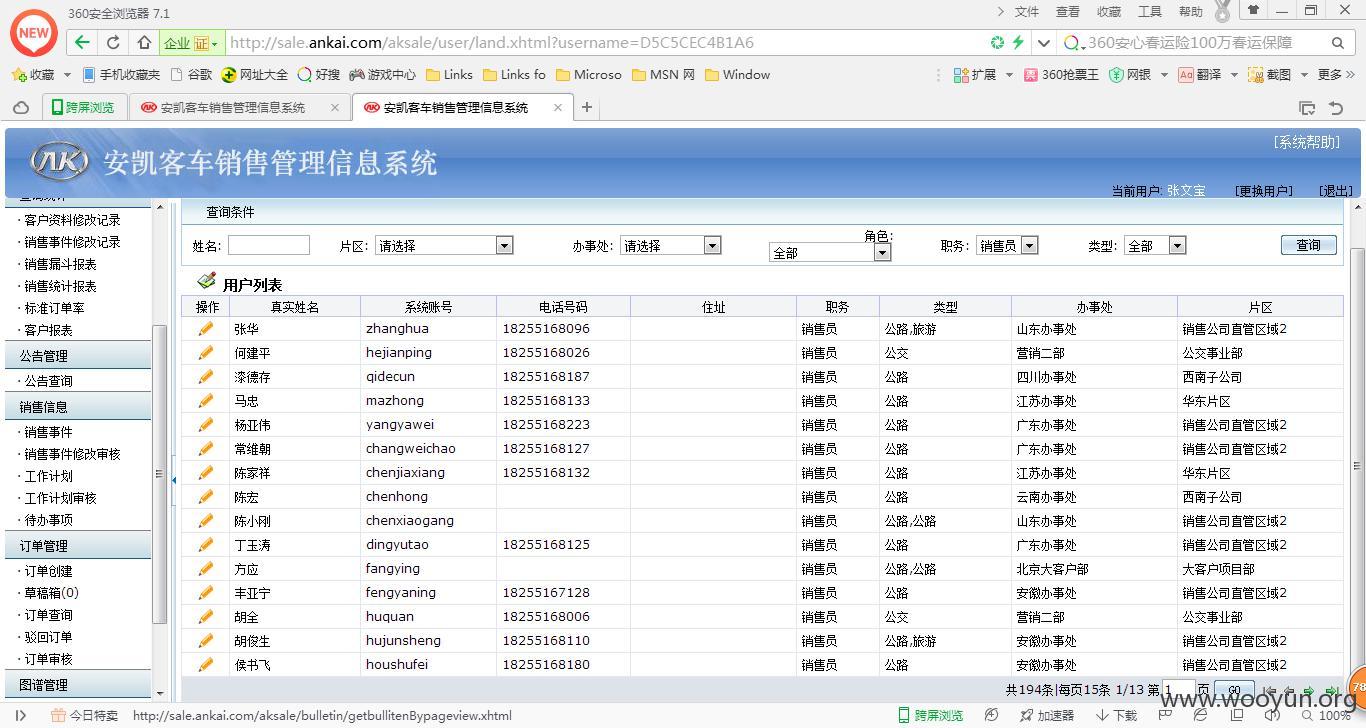 360安全浏览器 7.1
文件 查看 收藏 工具 帮助
NEW
企业 证 http://sale.ankai.com/aksale/user/land.xhtml?username=D5C5CEC4B1A6 360安心春运险100万春运保障
收藏 手机收藏夹 谷歌 网址大全 好搜 游戏中心 Links Links fo Microso MSN 网 Window 扩展 360抢票王 网银 Aa 翻译 截图 更多 »
跨屏浏览 安凯客车销售管理信息系统 × 安凯客车销售管理信息系统 × +
AK 安凯客车销售管理信息系统 [系统帮助]
当前用户: 张文宝 [更换用户] [退出]
查询统计
· 客户资料修改记录
· 销售事件修改记录
· 销售漏斗报表
· 销售统计报表
· 标准订单率
· 客户报表
公告管理
· 公告查询
销售信息
· 销售事件
· 销售事件修改审核
· 工作计划
· 工作计划审核
· 待办事项
订单管理
· 订单创建
· 草稿箱(0)
· 订单查询
· 驳回订单
· 订单审核
图谱管理
查询条件
姓名: 片区: 请选择 办事处: 请选择 角色: 全部 职务: 销售员 类型: 全部 查询
用户列表
操作 真实姓名 系统账号 电话号码 住址 职务 类型 办事处 片区
张华 zhanghua 18255168096 销售员 公路,旅游 山东办事处 销售公司直管区域2
何建平 hejianping 18255168026 销售员 公交 营销二部 公交事业部
漆德存 qidecun 18255168187 销售员 公路 四川办事处 西南子公司
马忠 mazhong 18255168133 销售员 公路 江苏办事处 华东片区
杨亚伟 yangyawei 18255168223 销售员 公路 广东办事处 销售公司直管区域2
常维朝 changweichao 18255168127 销售员 公路 广东办事处 销售公司直管区域2
陈家祥 chenjiaxiang 18255168132 销售员 公路 江苏办事处 华东片区
陈宏 chenhong 销售员 公路 云南办事处 西南子公司
陈小刚 chenxiaogang 销售员 公路,公路 山东办事处 销售公司直管区域2
丁玉涛 dingyutao 18255168125 销售员 公路 广东办事处 销售公司直管区域2
方应 fangying 销售员 公路,公路 北京大客户部 大客户项目部
丰亚宁 fengyaning 18255167128 销售员 公路 安徽办事处 销售公司直管区域2
胡全 huquan 18255168006 销售员 公交 营销二部 公交事业部
胡俊生 hujunsheng 18255168110 销售员 公路,旅游 安徽办事处 销售公司直管区域2
侯书飞 houshufei 18255168180 销售员 公路 安徽办事处 销售公司直管区域2
共194条|每页15条 1/13 第 1 页 GO
78
www.wooyun.org
今日特卖 http://sale.ankai.com/aksale/bulletin/getbullitenBypageview.xhtml 跨屏浏览 加速器 下载 100%